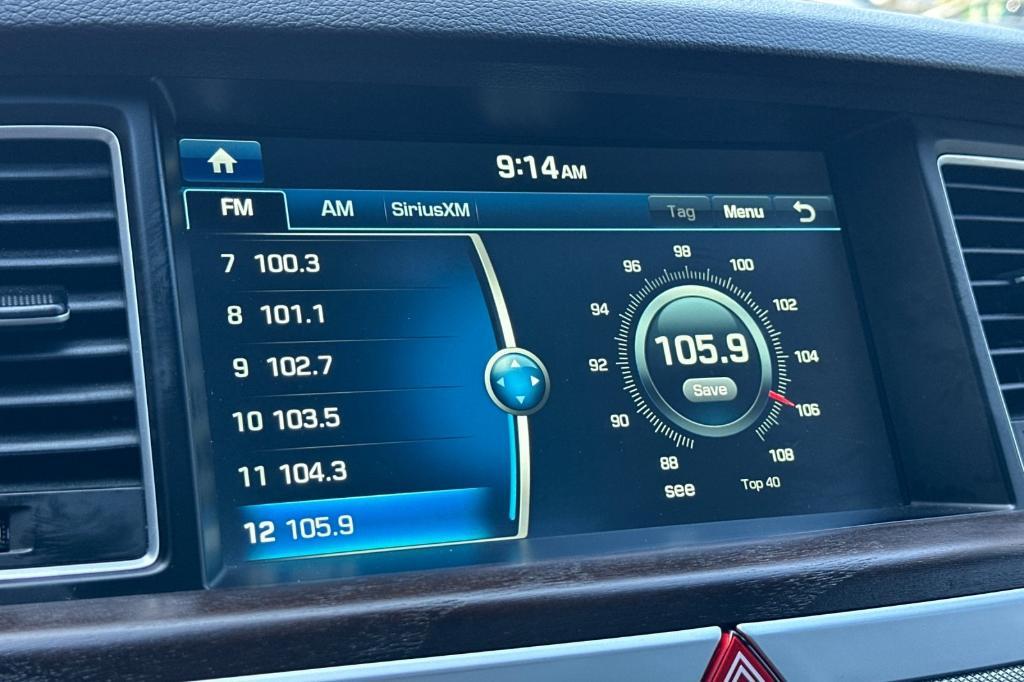 9:14 AM
FM AM SiriusXM Tag Menu
7 100.3
8 101.1
9 102.7
10 103.5
11 104.3
12 105.9
88 90 92 94 96 98 100 102 104 106 108
105.9
Save
see Top 40